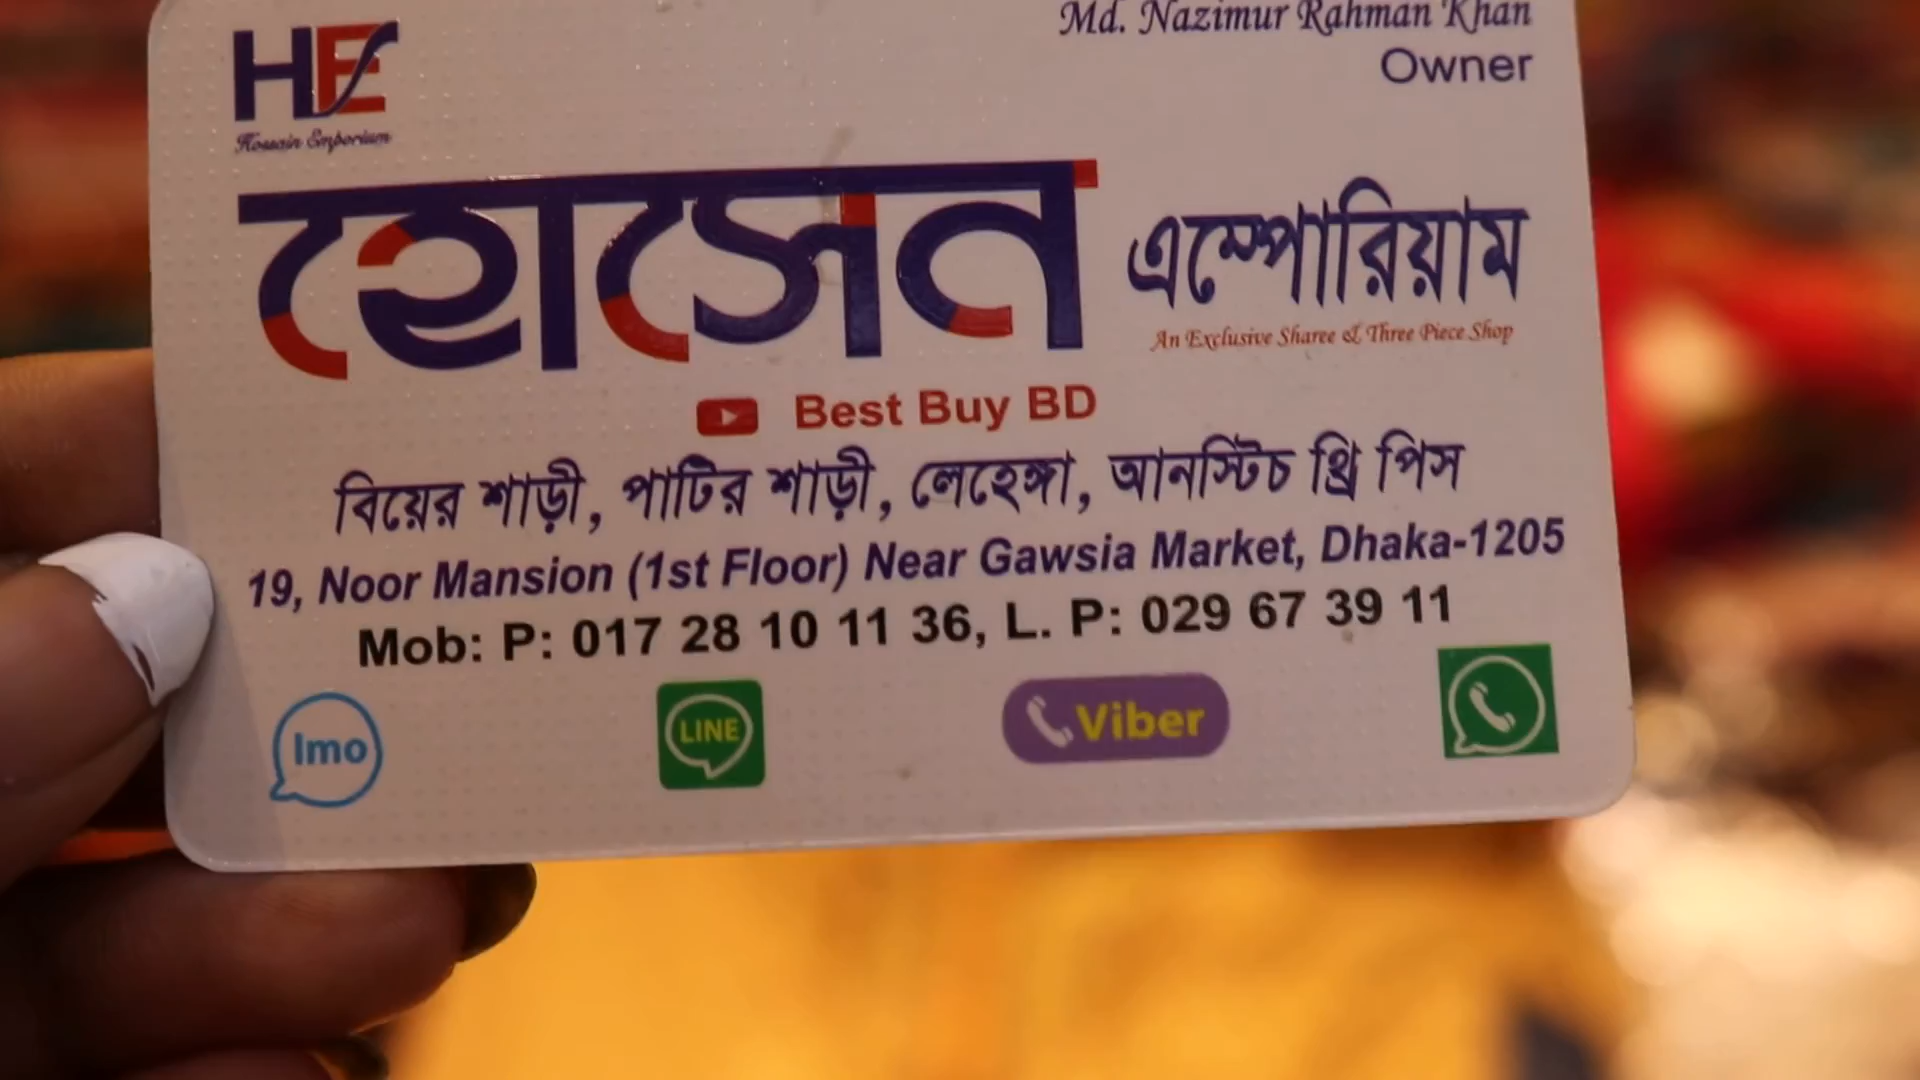 HE
Hossain Emporium
Md. Nazimur Rahman Khan
Owner
হোসেন এম্পোরিয়াম
An Exclusive Sharee & Three Piece Shop
Best Buy BD
বিয়ের শাড়ী, পার্টির শাড়ী, লেহেঙ্গা, আনস্টিচ থ্রি পিস
19, Noor Mansion (1st Floor) Near Gawsia Market, Dhaka-1205
Mob: P: 017 28 10 11 36, L. P: 029 67 39 11
Imo
LINE
Viber